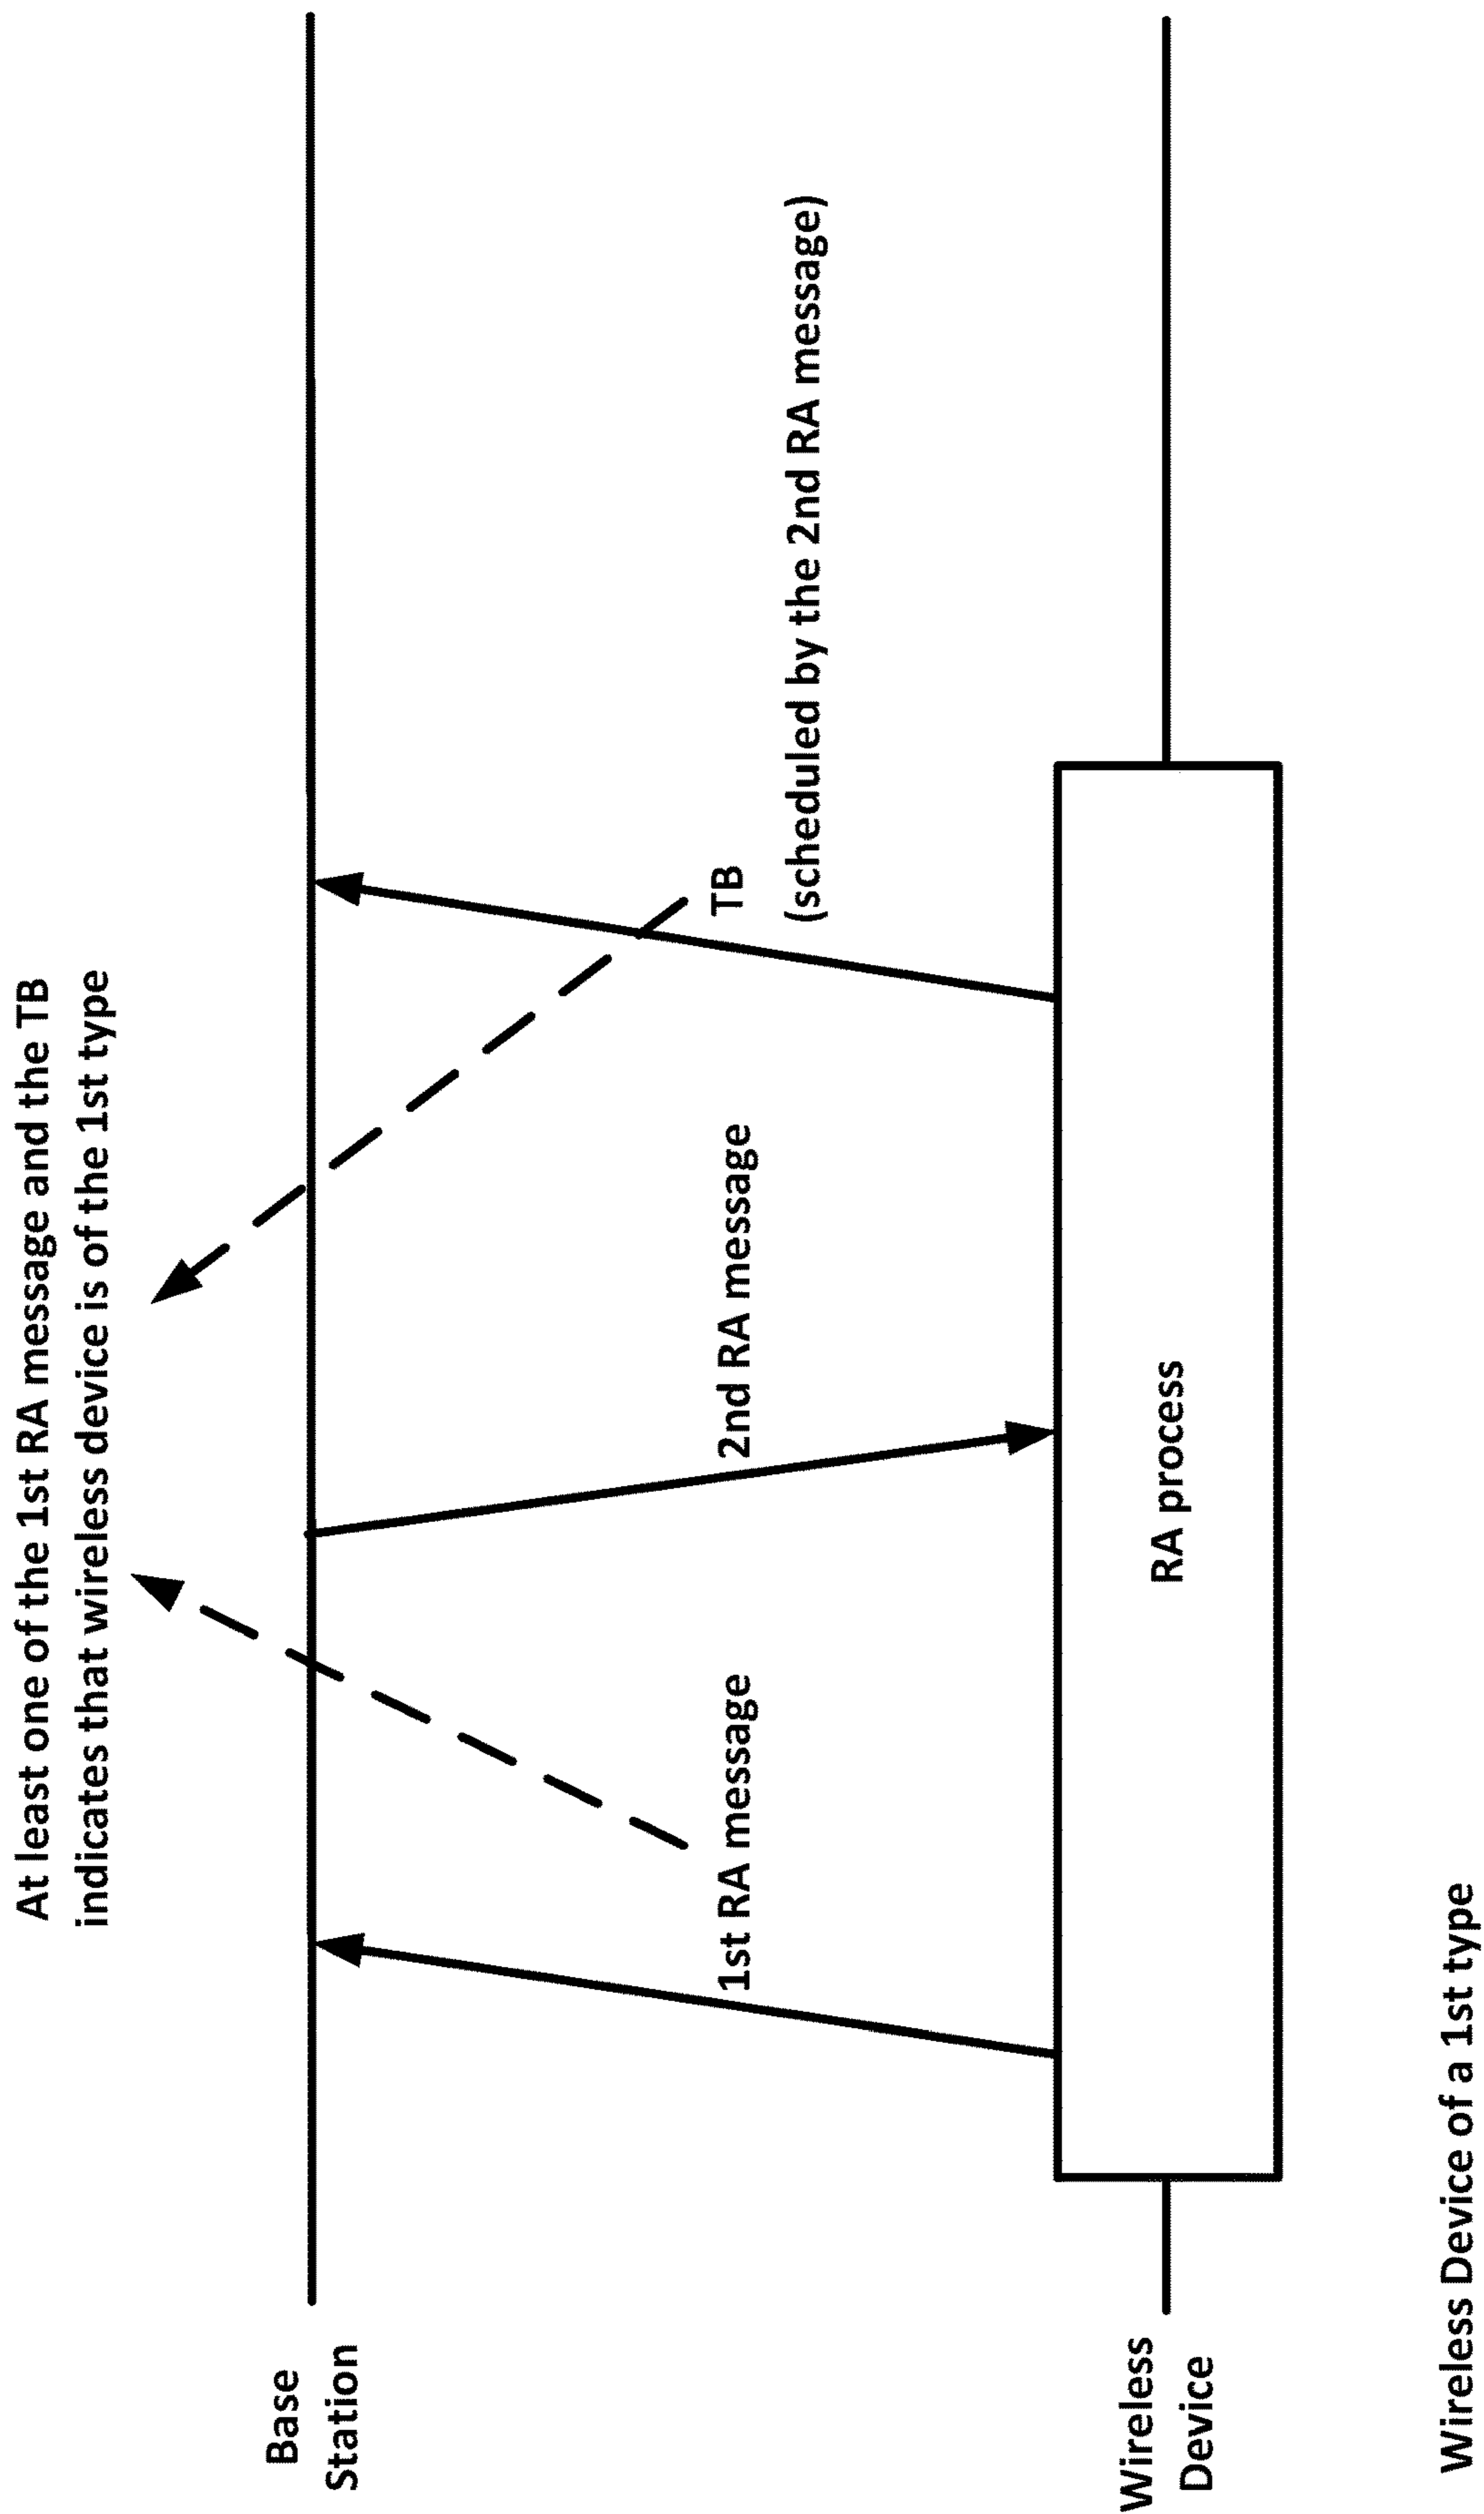 At least one of the 1st RA message and the TB
indicates that wireless device is of the 1st type
Base
Station
1st RA message
2nd RA message
TB
(scheduled by the 2nd RA message)
Wireless
Device
RA process
Wireless Device of a 1st type